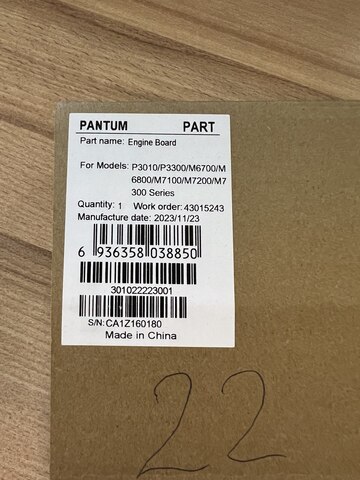 PANTUM PART
Part name: Engine Board
For Models: P3010/P3300/M6700/M
6800/M7100/M7200/M7
300 Series
Quantity: 1 Work order: 43015243
Manufacture date: 2023/11/23
6 936358 038850
301022223001
S/N:CA1Z160180
Made in China
22